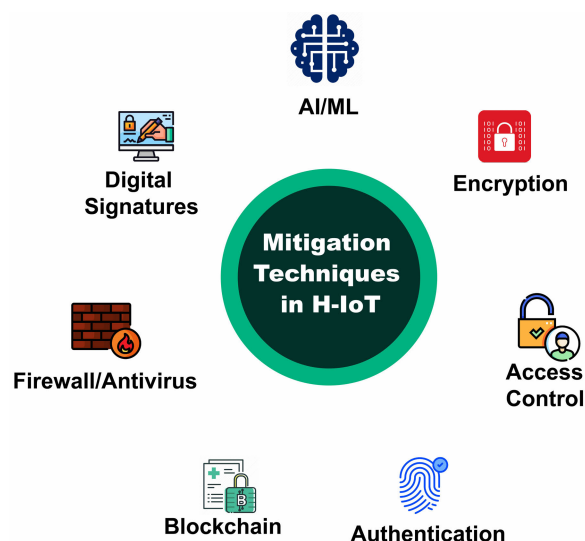 AI/ML
Digital
Signatures
Encryption
Mitigation
Techniques
in H-IoT
Firewall/Antivirus
Access
Control
Blockchain
Authentication